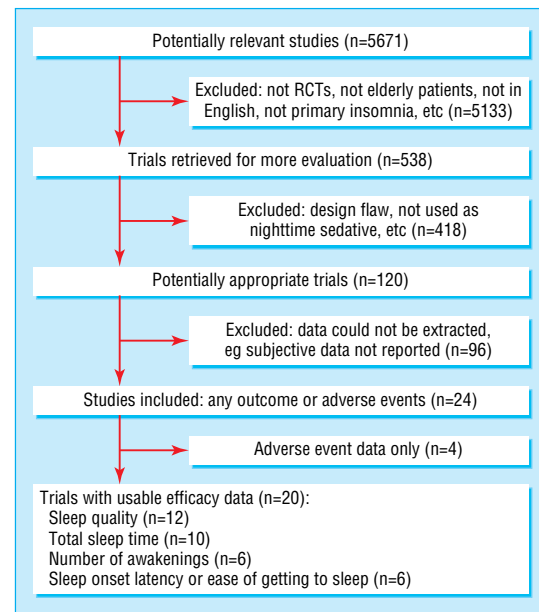 Potentially relevant studies (n=5671)
Excluded: not RCTs, not elderly patients, not in
English, not primary insomnia, etc (n=5133)
Trials retrieved for more evaluation (n=538)
Excluded: design flaw, not used as
nighttime sedative, etc (n=418)
Potentially appropriate trials (n=120)
Excluded: data could not be extracted,
eg subjective data not reported (n=96)
Studies included: any outcome or adverse events (n=24)
Adverse event data only (n=4)
Trials with usable efficacy data (n=20):
Sleep quality (n=12)
Total sleep time (n=10)
Number of awakenings (n=6)
Sleep onset latency or ease of getting to sleep (n=6)